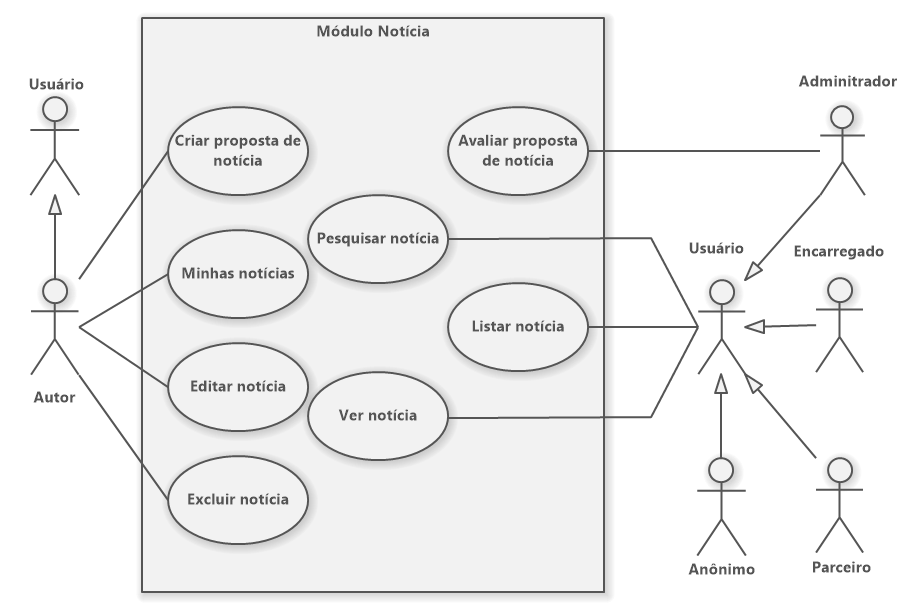 Módulo Notícia
Usuário
Adminitrador
Criar proposta de
notícia
Avaliar proposta
de notícia
Pesquisar notícia
Usuário
Encarregado
Minhas notícias
Listar notícia
Editar notícia
Autor
Ver notícia
Excluir notícia
Anônimo
Parceiro